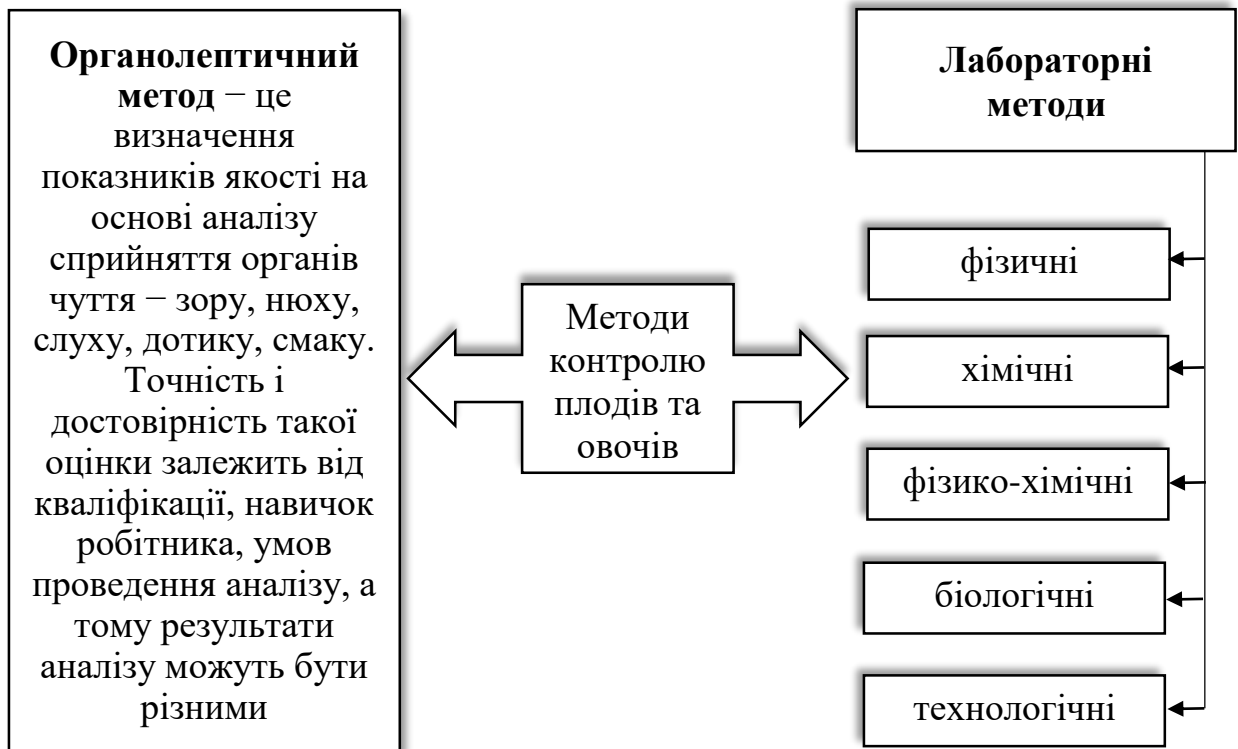 Органолептичний
метод − це
визначення
показників якості на
основі аналізу
сприйняття органів
чуття − зору, нюху,
слуху, дотику, смаку.
Точність і
достовірність такої
оцінки залежить від
кваліфікації, навичок
робітника, умов
проведення аналізу, а
тому результати
аналізу можуть бути
різними
Методи
контролю
плодів та
овочів
Лабораторні
методи
фізичні
хімічні
фізико-хімічні
біологічні
технологічні